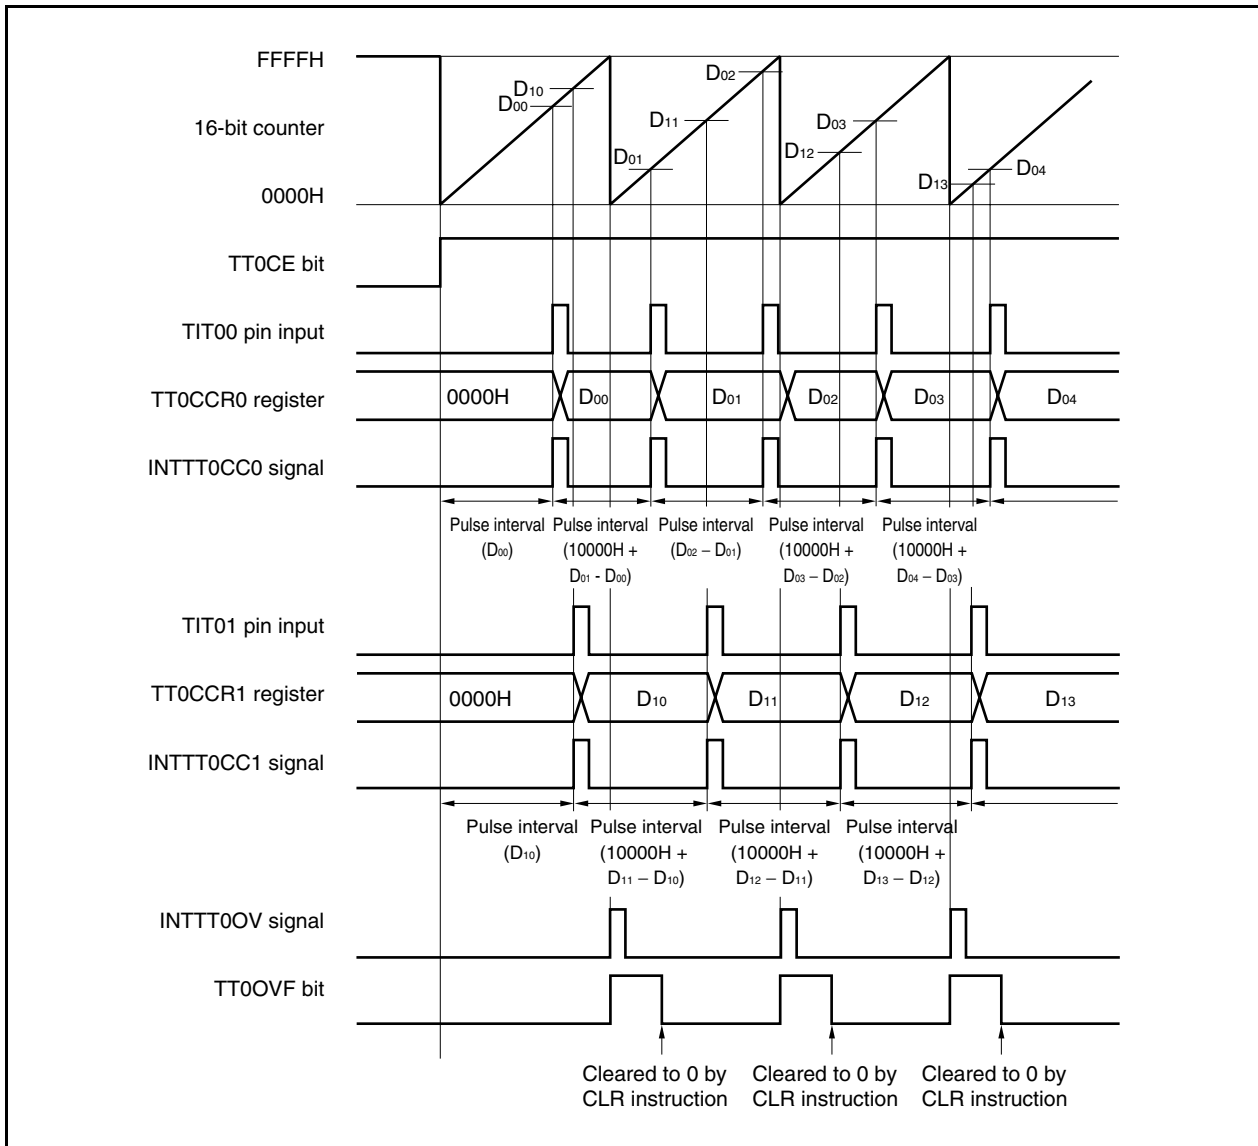 FFFFH
16-bit counter
0000H
D10
D00
D01
D11
D02
D12
D03
D13
D04
TT0CE bit
TIT00 pin input
TT0CCR0 register
0000H D00 D01 D02 D03 D04
INTTT0CC0 signal
Pulse interval
(D00)
Pulse interval
(10000H +
D01 - D00)
Pulse interval
(D02 – D01)
Pulse interval
(10000H +
D03 – D02)
Pulse interval
(10000H +
D04 – D03)
TIT01 pin input
TT0CCR1 register
0000H D10 D11 D12 D13
INTTT0CC1 signal
Pulse interval
(D10)
Pulse interval
(10000H +
D11 – D10)
Pulse interval
(10000H +
D12 – D11)
Pulse interval
(10000H +
D13 – D12)
INTTT0OV signal
TT0OVF bit
Cleared to 0 by
CLR instruction
Cleared to 0 by
CLR instruction
Cleared to 0 by
CLR instruction